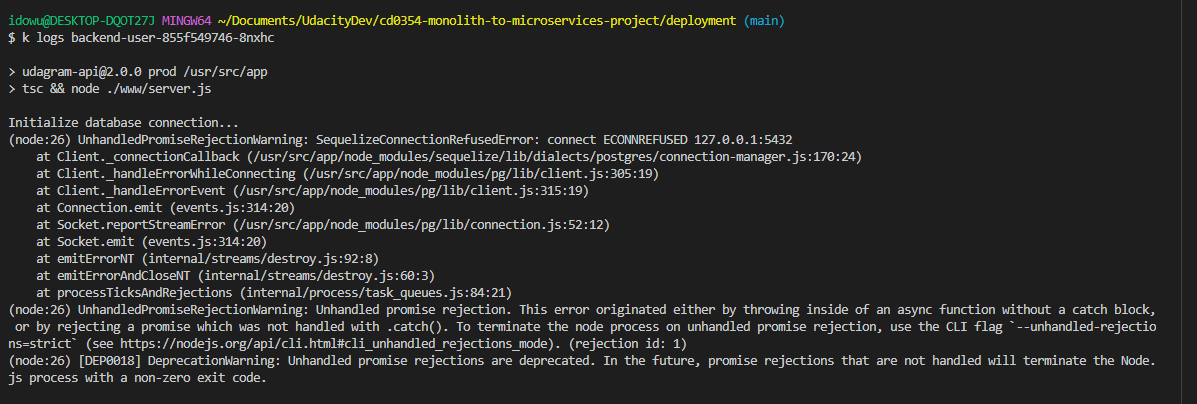 idowu@DESKTOP-DQOT27J MINGW64 ~/Documents/UdacityDev/cd0354-monolith-to-microservices-project/deployment (main)
$ k logs backend-user-855f549746-8nxhc
> udagram-api@2.0.0 prod /usr/src/app
> tsc && node ./www/server.js
Initialize database connection...
(node:26) UnhandledPromiseRejectionWarning: SequelizeConnectionRefusedError: connect ECONNREFUSED 127.0.0.1:5432
    at Client._connectionCallback (/usr/src/app/node_modules/sequelize/lib/dialects/postgres/connection-manager.js:170:24)
    at Client._handleErrorWhileConnecting (/usr/src/app/node_modules/pg/lib/client.js:305:19)
    at Client._handleErrorEvent (/usr/src/app/node_modules/pg/lib/client.js:315:19)
    at Connection.emit (events.js:314:20)
    at Socket.reportStreamError (/usr/src/app/node_modules/pg/lib/connection.js:52:12)
    at Socket.emit (events.js:314:20)
    at emitErrorNT (internal/streams/destroy.js:92:8)
    at emitErrorAndCloseNT (internal/streams/destroy.js:60:3)
    at processTicksAndRejections (internal/process/task_queues.js:84:21)
(node:26) UnhandledPromiseRejectionWarning: Unhandled promise rejection. This error originated either by throwing inside of an async function without a catch block,
 or by rejecting a promise which was not handled with .catch(). To terminate the node process on unhandled promise rejection, use the CLI flag `--unhandled-rejectio
ns=strict` (see https://nodejs.org/api/cli.html#cli_unhandled_rejections_mode). (rejection id: 1)
(node:26) [DEP0018] DeprecationWarning: Unhandled promise rejections are deprecated. In the future, promise rejections that are not handled will terminate the Node.
js process with a non-zero exit code.